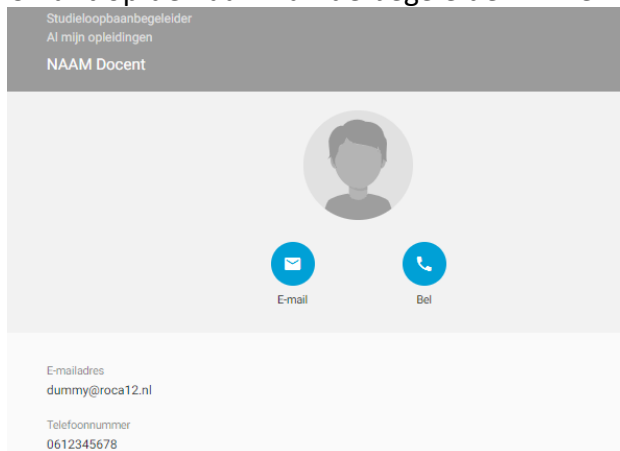 Studieloopbaanbegeleider
Al mijn opleidingen
NAAM Docent
E-mail
Bel
E-mailadres
dummy@roca12.nl
Telefoonnummer
0612345678